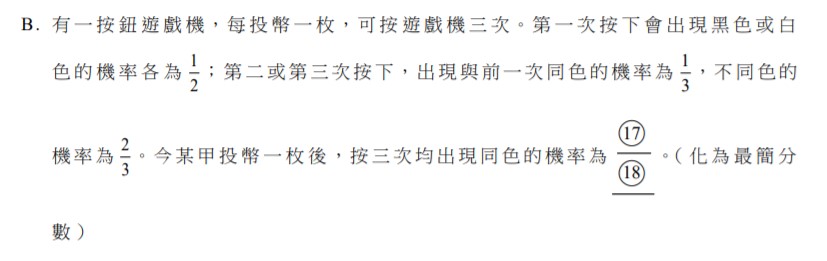 B. 有一按鈕遊戲機,每投幣一枚,可按遊戲機三次。第一次按下會出現黑色或白
色的機率各為 1/2;第二或第三次按下,出現與前一次同色的機率為 1/3,不同色的
機率為 2/3。今某甲投幣一枚後,按三次均出現同色的機率為 ⑰/⑱。(化為最簡分
數)